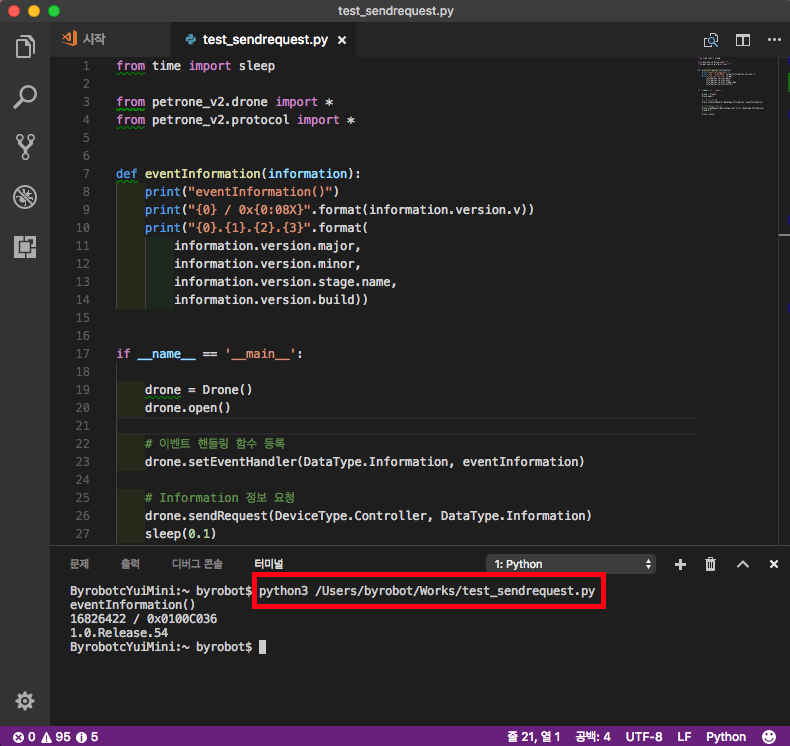 test_sendrequest.py
시작
test_sendrequest.py ×
1 from time import sleep
2
3 from petrone_v2.drone import *
4 from petrone_v2.protocol import *
5
6
7 def eventInformation(information):
8     print("eventInformation()")
9     print("{0} / 0x{0:08X}".format(information.version.v))
10     print("{0}.{1}.{2}.{3}".format(
11         information.version.major,
12         information.version.minor,
13         information.version.stage.name,
14         information.version.build))
15
16
17 if __name__ == '__main__':
18
19     drone = Drone()
20     drone.open()
21
22     # 이벤트 핸들링 함수 등록
23     drone.setEventHandler(DataType.Information, eventInformation)
24
25     # Information 정보 요청
26     drone.sendRequest(DeviceType.Controller, DataType.Information)
27     sleep(0.1)
문제 출력 디버그 콘솔 터미널 1: Python
ByrobotcYuiMini:~ byrobot$ python3 /Users/byrobot/Works/test_sendrequest.py
eventInformation()
16826422 / 0x0100C036
1.0.Release.54
ByrobotcYuiMini:~ byrobot$
0 95 5 줄 21, 열 1 공백: 4 UTF-8 LF Python